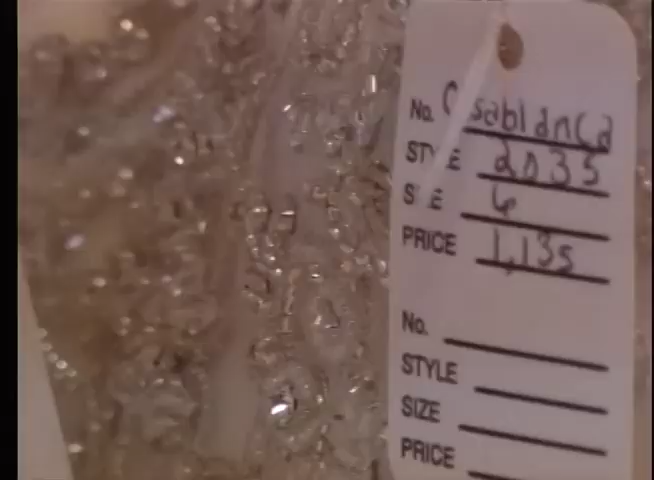 No. Casablanca
STYLE 2035
SIZE 6
PRICE 1,135
No.
STYLE
SIZE
PRICE